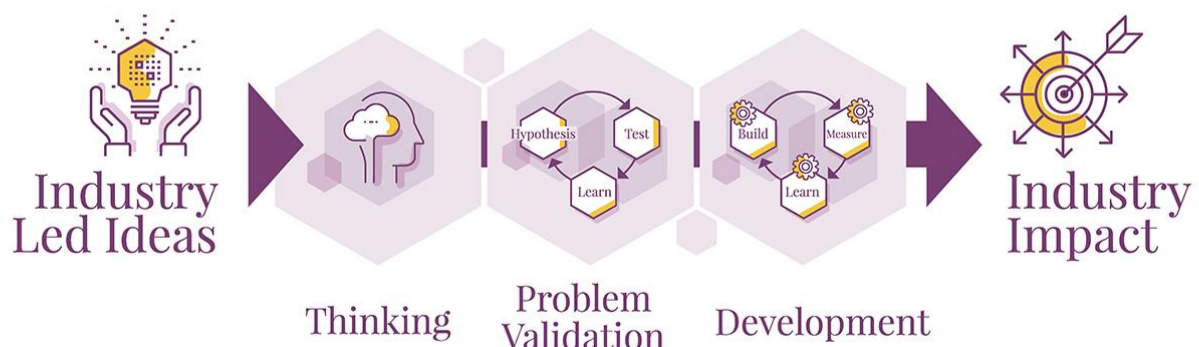 Industry
Led Ideas
Thinking
Hypothesis
Test
Learn
Problem
Validation
Build
Measure
Learn
Development
Industry
Impact